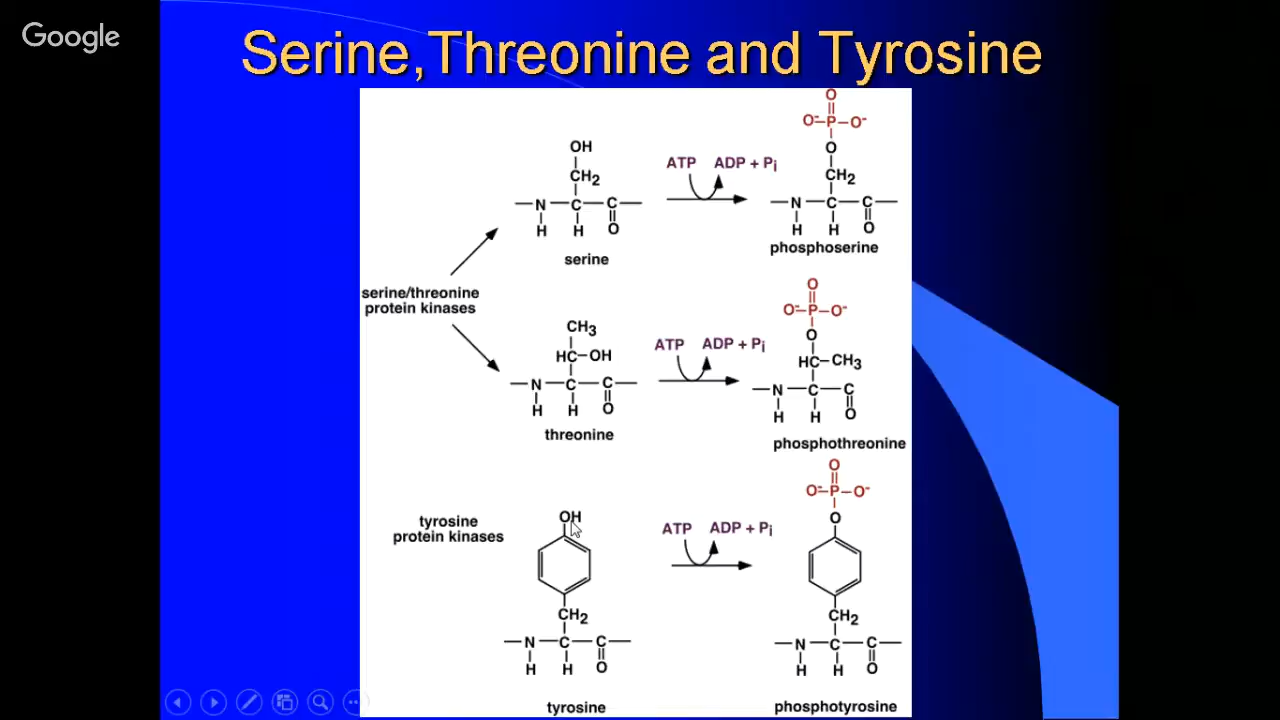 Google
Serine,Threonine and Tyrosine
OH
CH2
N C C
H H O
serine
ATP ADP + Pi
O
O- P O-
O
CH2
N C C
H H O
phosphoserine
serine/threonine
protein kinases
CH3
HC OH
N C C
H H O
threonine
ATP ADP + Pi
O
O- P O-
O
HC CH3
N C C
H H O
phosphothreonine
tyrosine
protein kinases
OH
CH2
N C C
H H O
tyrosine
ATP ADP + Pi
O
O- P O-
O
CH2
N C C
H H O
phosphotyrosine